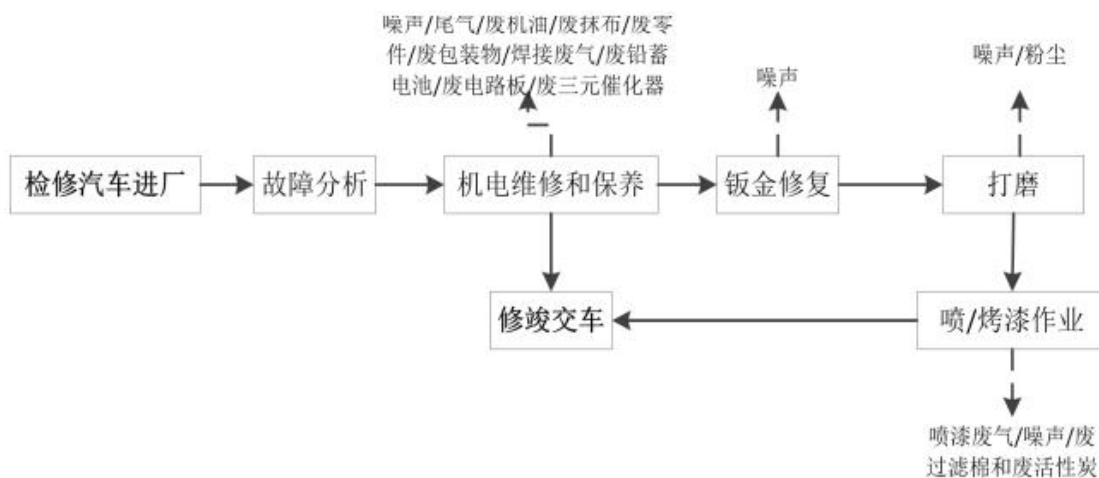 噪声/尾气/废机油/废抹布/废零
件/废包装物/焊接废气/废铅蓄
电池/废电路板/废三元催化器
噪声
噪声/粉尘
检修汽车进厂
故障分析
机电维修和保养
钣金修复
打磨
修竣交车
喷/烤漆作业
喷漆废气/噪声/废
过滤棉和废活性炭